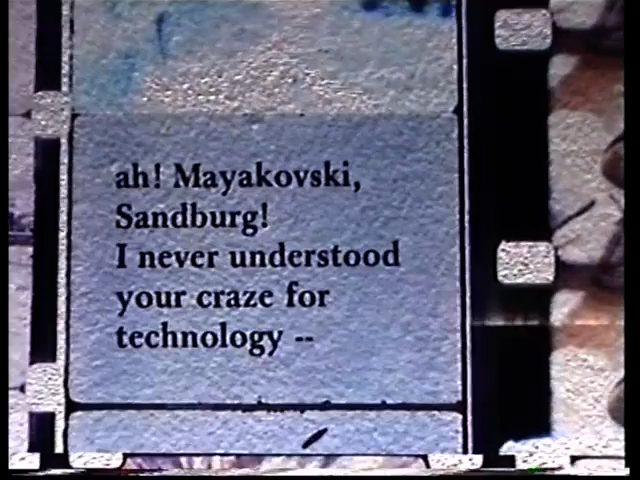 ah! Mayakovski,
Sandburg!
I never understood
your craze for
technology --